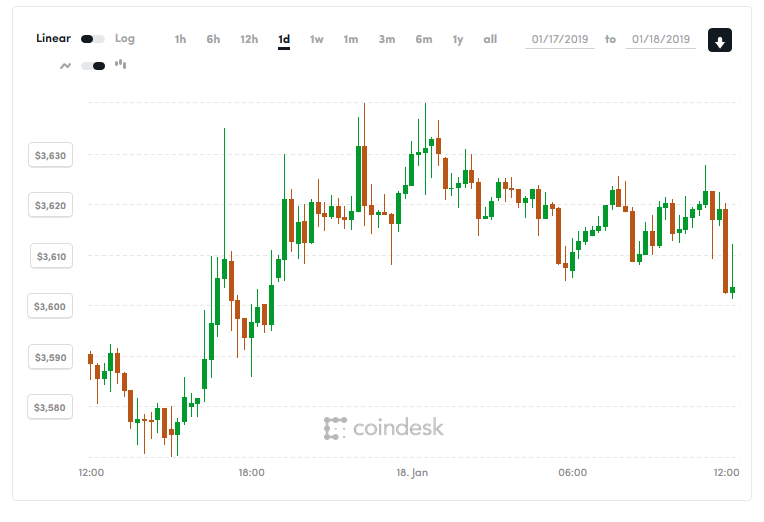 Linear Log 1h 6h 12h 1d 1w 1m 3m 6m 1y all 01/17/2019 to 01/18/2019
$3,630
$3,620
$3,610
$3,600
$3,590
$3,580
coindesk
12:00 18:00 18. Jan 06:00 12:00